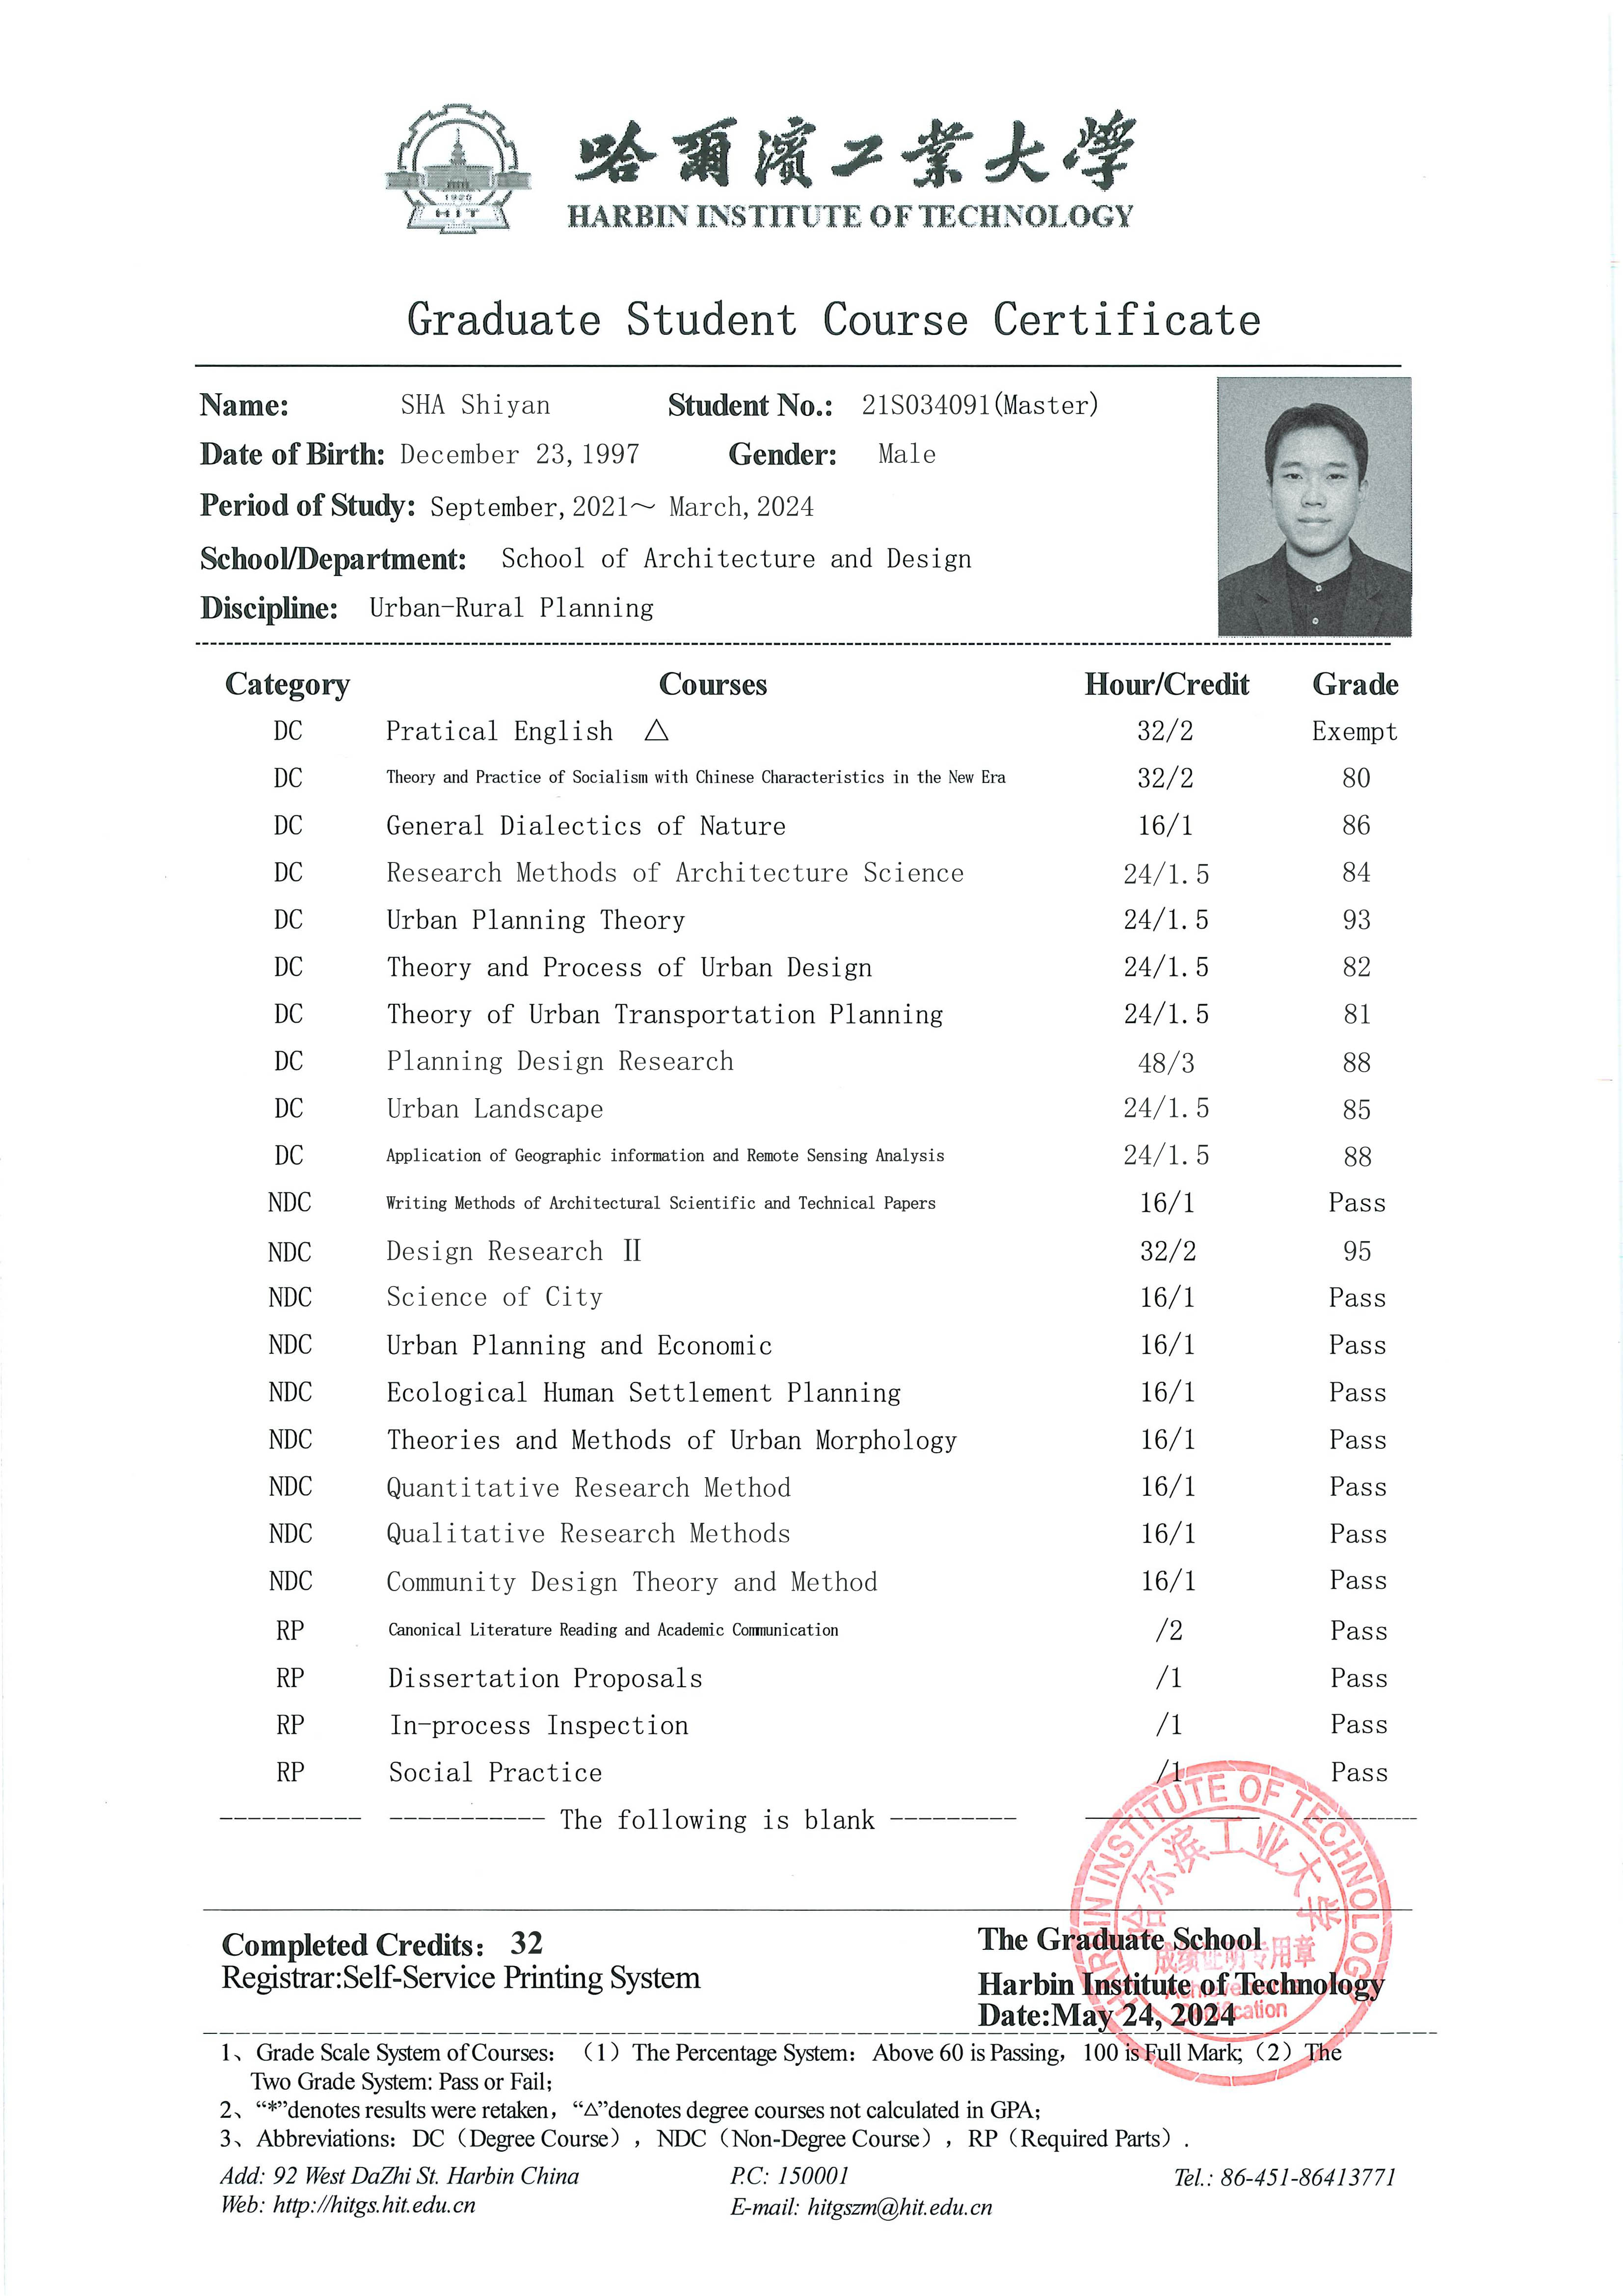 哈爾濱工業大學
HARBIN INSTITUTE OF TECHNOLOGY
1920
HIT
Graduate Student Course Certificate
Name: SHA Shiyan Student No.: 21S034091(Master)
Date of Birth: December 23,1997 Gender: Male
Period of Study: September,2021～ March,2024
School/Department: School of Architecture and Design
Discipline: Urban-Rural Planning
Category Courses Hour/Credit Grade
DC Pratical English △ 32/2 Exempt
DC Theory and Practice of Socialism with Chinese Characteristics in the New Era 32/2 80
DC General Dialectics of Nature 16/1 86
DC Research Methods of Architecture Science 24/1.5 84
DC Urban Planning Theory 24/1.5 93
DC Theory and Process of Urban Design 24/1.5 82
DC Theory of Urban Transportation Planning 24/1.5 81
DC Planning Design Research 48/3 88
DC Urban Landscape 24/1.5 85
DC Application of Geographic information and Remote Sensing Analysis 24/1.5 88
NDC Writing Methods of Architectural Scientific and Technical Papers 16/1 Pass
NDC Design Research Ⅱ 32/2 95
NDC Science of City 16/1 Pass
NDC Urban Planning and Economic 16/1 Pass
NDC Ecological Human Settlement Planning 16/1 Pass
NDC Theories and Methods of Urban Morphology 16/1 Pass
NDC Quantitative Research Method 16/1 Pass
NDC Qualitative Research Methods 16/1 Pass
NDC Community Design Theory and Method 16/1 Pass
RP Canonical Literature Reading and Academic Communication /2 Pass
RP Dissertation Proposals /1 Pass
RP In-process Inspection /1 Pass
RP Social Practice /1 Pass
---------- ----------- The following is blank ---------
HARBIN INSTITUTE OF TECHNOLOGY
哈尔滨工业大学
成绩证明专用章
Achievement
Certification
Completed Credits： 32
Registrar:Self-Service Printing System
The Graduate School
Harbin Institute of Technology
Date:May 24, 2024
1、Grade Scale System of Courses：（1）The Percentage System：Above 60 is Passing，100 is Full Mark;（2）The
Two Grade System: Pass or Fail；
2、“*”denotes results were retaken，“△”denotes degree courses not calculated in GPA；
3、Abbreviations：DC（Degree Course），NDC（Non-Degree Course），RP（Required Parts）.
Add: 92 West DaZhi St. Harbin China P.C: 150001 Tel.: 86-451-86413771
Web: http://hitgs.hit.edu.cn E-mail: hitgszm@hit.edu.cn